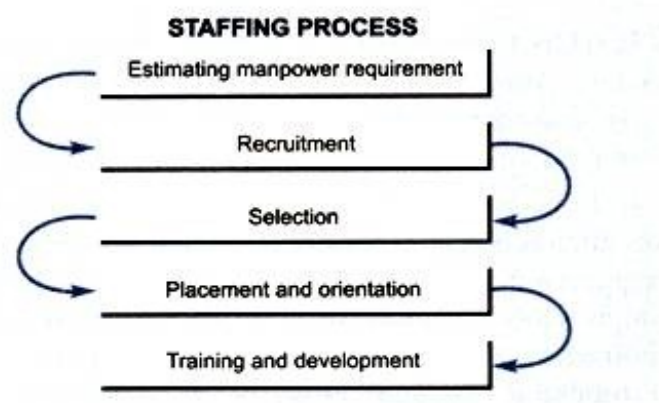 STAFFING PROCESS
Estimating manpower requirement
Recruitment
Selection
Placement and orientation
Training and development